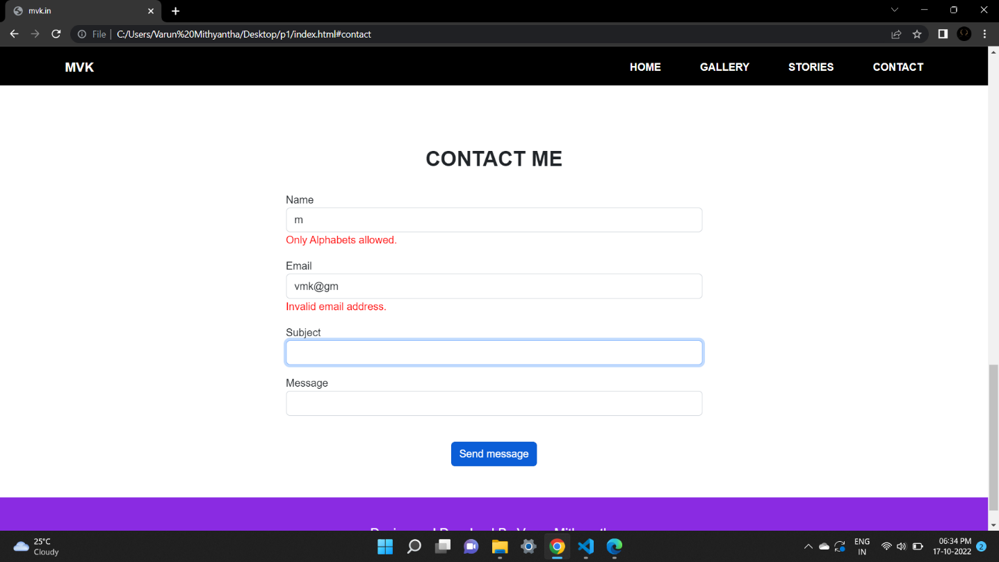 mvk.in
File | C:/Users/Varun%20Mithyantha/Desktop/p1/index.html#contact
MVK HOME GALLERY STORIES CONTACT
CONTACT ME
Name
m
Only Alphabets allowed.
Email
vmk@gm
Invalid email address.
Subject
Message
Send message
25°C
Cloudy
ENG
IN
06:34 PM
17-10-2022
2